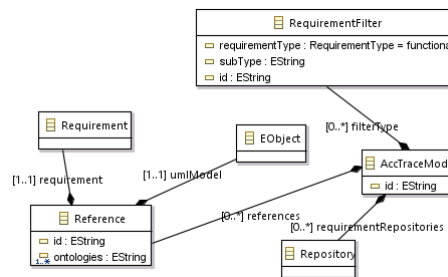 RequirementFilter
requirementType : RequirementType = functiona
subType : EString
id : EString
Requirement
EObject
[0..*] filterType
AccTraceMod
id : EString
[1..1] requirement
[1..1] umlModel
Reference
id : EString
ontologies : EString
1..*
[0..*] references
[0..*] requirementRepositories
Repository